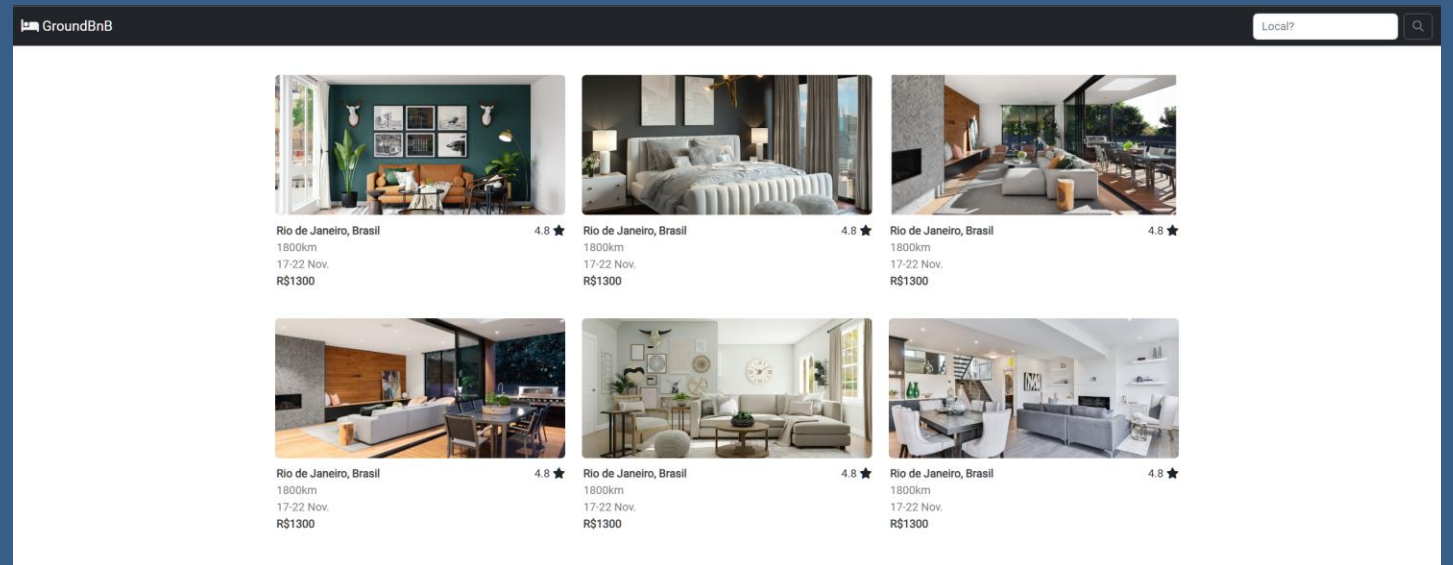 GroundBnB
Local?
Rio de Janeiro, Brasil 4.8
1800km
17-22 Nov.
R$1300
Rio de Janeiro, Brasil 4.8
1800km
17-22 Nov.
R$1300
Rio de Janeiro, Brasil 4.8
1800km
17-22 Nov.
R$1300
Rio de Janeiro, Brasil 4.8
1800km
17-22 Nov.
R$1300
Rio de Janeiro, Brasil 4.8
1800km
17-22 Nov.
R$1300
Rio de Janeiro, Brasil 4.8
1800km
17-22 Nov.
R$1300